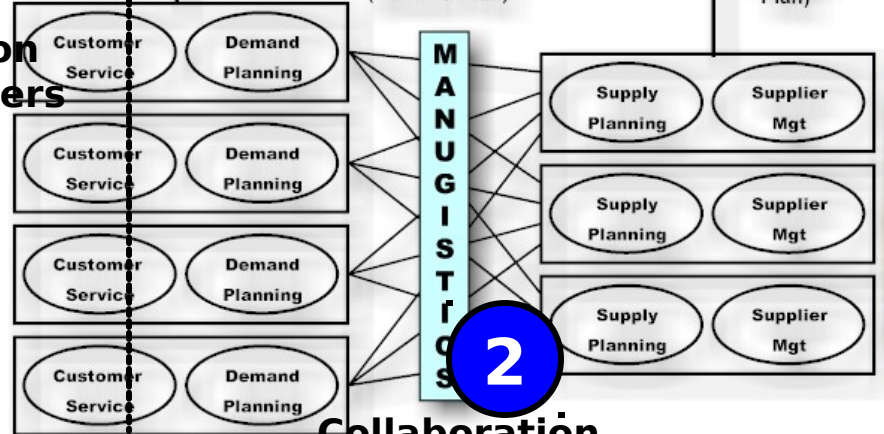 on
ers
Customer
Service
Demand
Planning
Customer
Service
Demand
Planning
Customer
Service
Demand
Planning
Customer
Service
Demand
Planning
MANUGISTICS
Supply
Planning
Supplier
Mgt
Supply
Planning
Supplier
Mgt
Supply
Planning
Supplier
Mgt
2
Collaboration